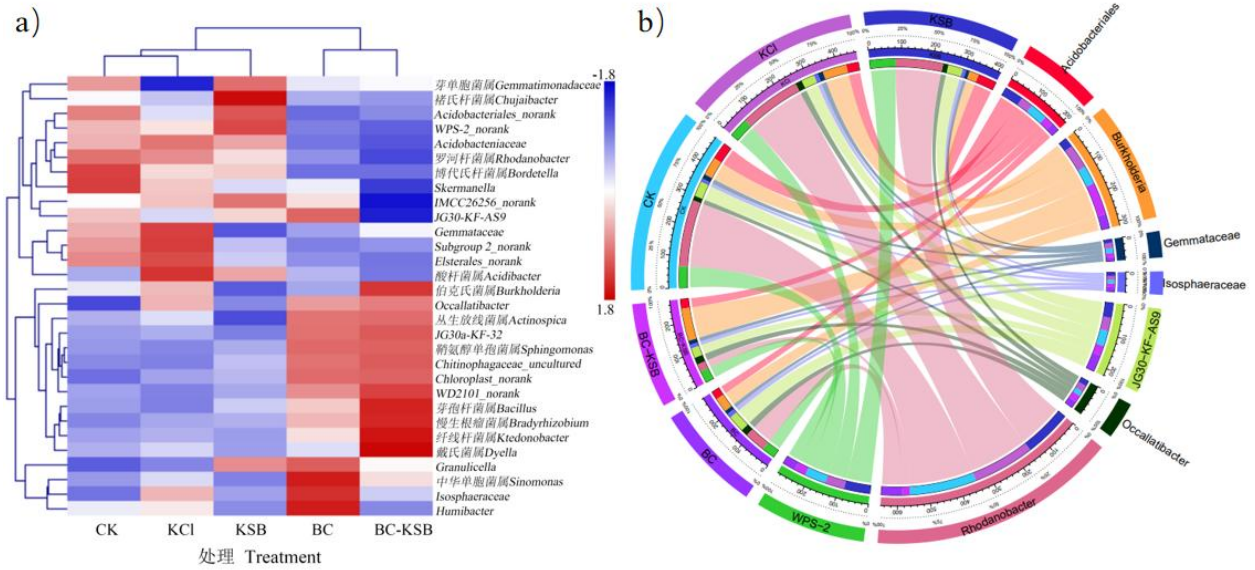 a)
-1.8
1.8
芽单胞菌属Gemmatimonadaceae
褚氏杆菌属Chujaibacter
Acidobacteriales_norank
WPS-2_norank
Acidobacteniaceae
罗河杆菌属Rhodanobacter
博代氏杆菌属Bordetella
Skermanella
IMCC26256_norank
JG30-KF-AS9
Gemmataceae
Subgroup 2_norank
Elsterales_norank
酸杆菌属Acidibacter
伯克氏菌属Burkholderia
Occallatibacter
丛生放线菌属Actinospica
JG30a-KF-32
鞘氨醇单孢菌属Sphingomonas
Chitinophagaceae_uncultured
Chloroplast_norank
WD2101_norank
芽孢杆菌属Bacillus
慢生根瘤菌属Bradyrhizobium
纤线杆菌属Ktedonobacter
戴氏菌属Dyella
Granulicella
中华单胞菌属Sinomonas
Isosphaeraceae
Humibacter
CK KCl KSB BC BC-KSB
处理 Treatment
b)
KCl
KSB
Acidobacteriales
Burkholderia
Gemmataceae
Isosphaeraceae
JG30-KF-AS9
Occallatibacter
Rhodanobacter
WPS-2
BC
BC-KSB
CK